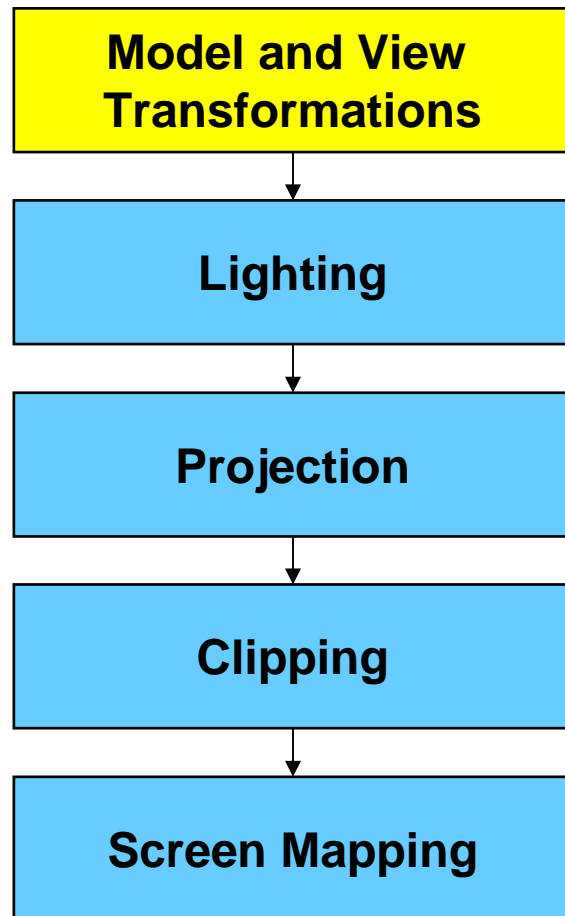 Model and View
Transformations
Lighting
Projection
Clipping
Screen Mapping